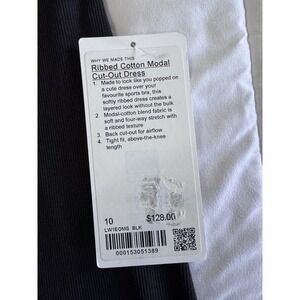 WHY WE MADE THIS
Ribbed Cotton Modal
Cut-Out Dress
1. Made to look like you popped on
a cute dress over your
favourite sports bra, this
softly ribbed dress creates a
layered look without the bulk
2. Modal-cotton blend fabric is
soft and four-way stretch with
a ribbed texture
3. Back cut-out for airflow
4. Tight fit, above-the-knee
length
10 $128.00
LW1EOMS BLK
000153051389